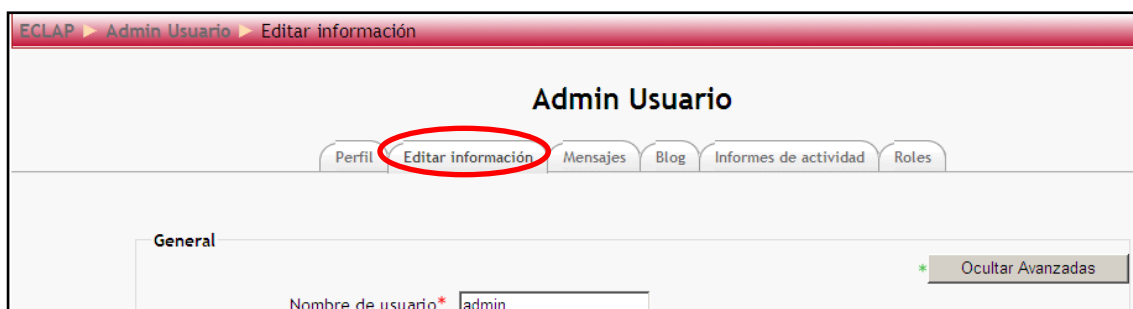 ECLAP ► Admin Usuario ► Editar información
Admin Usuario
Perfil Editar información Mensajes Blog Informes de actividad Roles
General
* Ocultar Avanzadas
Nombre de usuario* admin